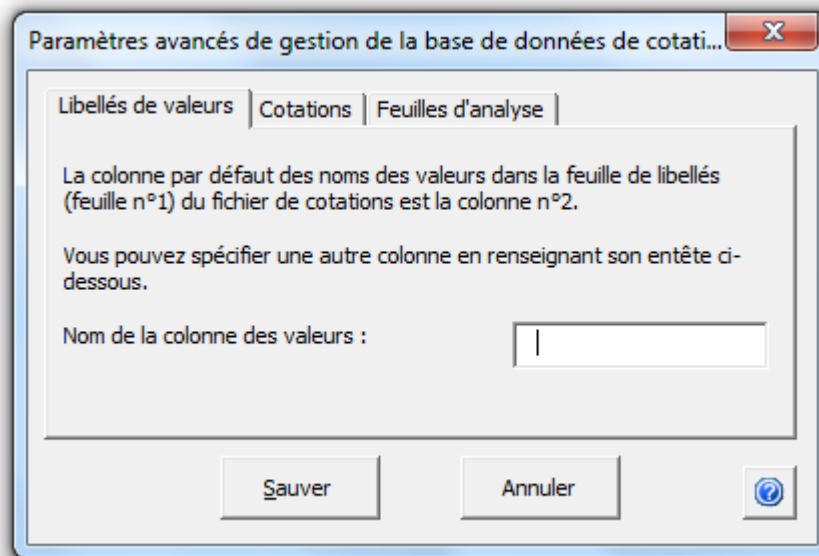 Paramètres avancés de gestion de la base de données de cotati...
Libellés de valeurs
Cotations
Feuilles d'analyse
La colonne par défaut des noms des valeurs dans la feuille de libellés
(feuille n°1) du fichier de cotations est la colonne n°2.
Vous pouvez spécifier une autre colonne en renseignant son entête ci-
dessous.
Nom de la colonne des valeurs :
Sauver
Annuler